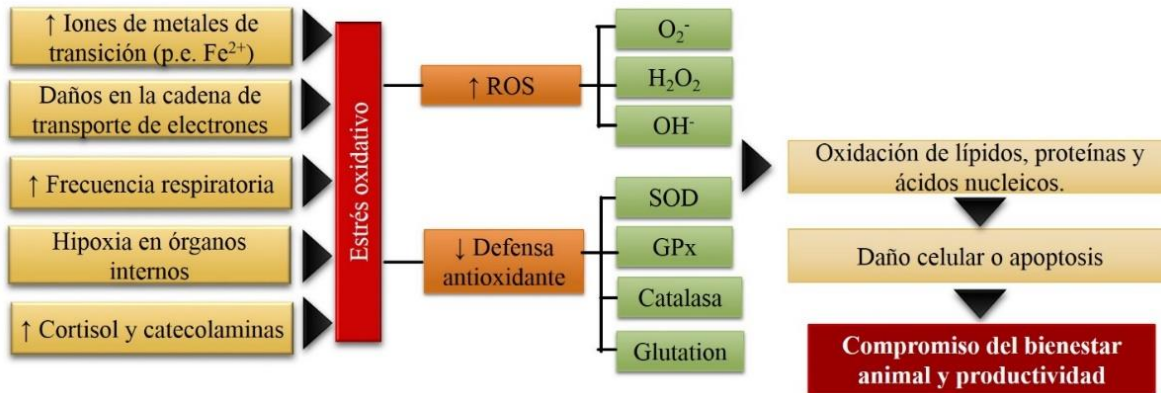 ↑ Iones de metales de
transición (p.e. Fe²⁺)
Daños en la cadena de
transporte de electrones
↑ Frecuencia respiratoria
Hipoxia en órganos
internos
↑ Cortisol y catecolaminas
Estrés oxidativo
↑ ROS
↓ Defensa
antioxidante
O₂⁻
H₂O₂
OH⁻
SOD
GPx
Catalasa
Glutation
Oxidación de lípidos, proteínas y
ácidos nucleicos.
Daño celular o apoptosis
Compromiso del bienestar
animal y productividad